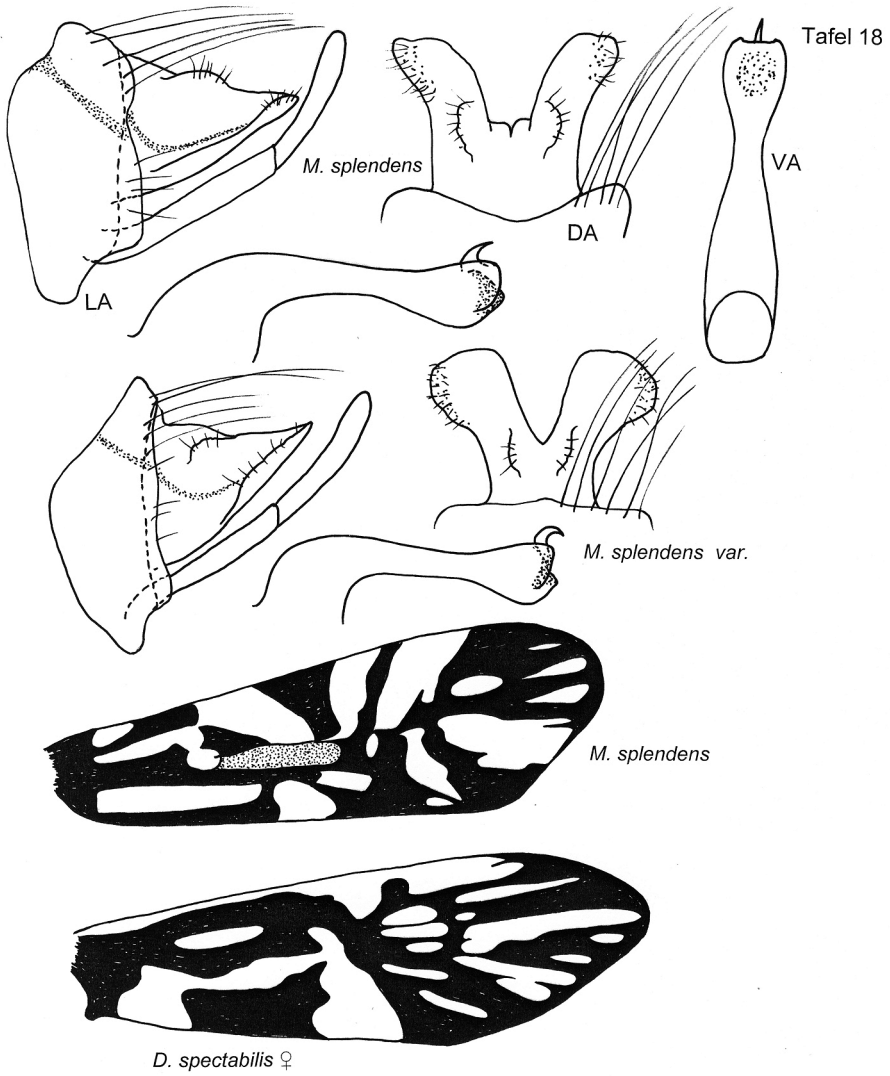 Tafel 18
M. splendens
VA
DA
LA
M. splendens var.
M. splendens
D. spectabilis ♀